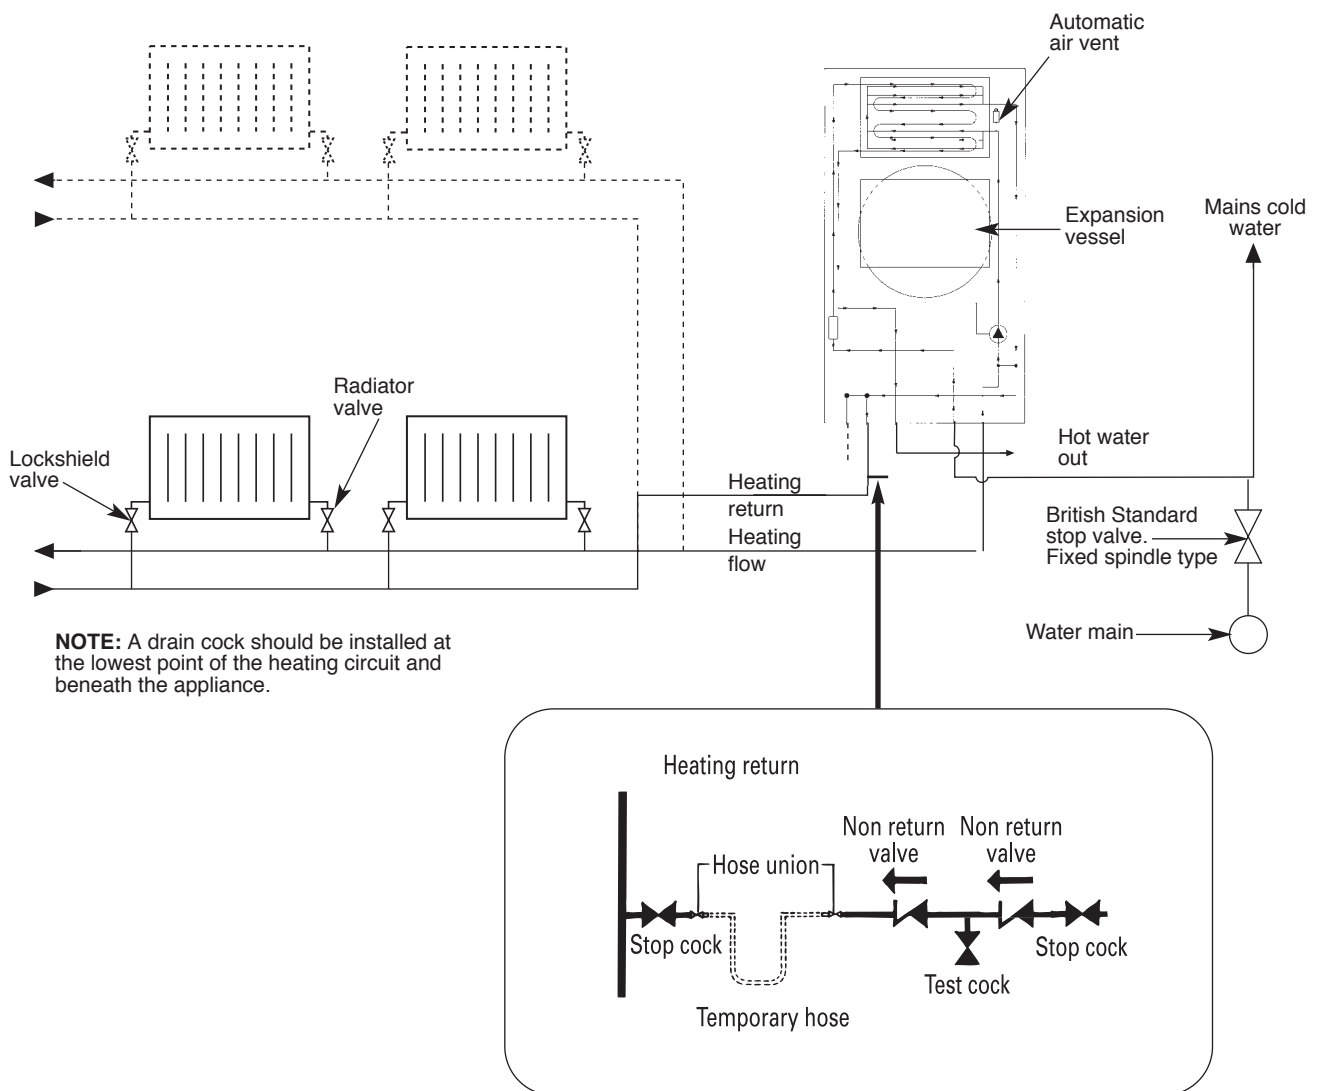 Automatic
air vent
Expansion
vessel
Mains cold
water
Radiator
valve
Lockshield
valve
Hot water
out
Heating
return
Heating
flow
British Standard
stop valve.
Fixed spindle type
Water main
NOTE: A drain cock should be installed at
the lowest point of the heating circuit and
beneath the appliance.
Heating return
Non return
valve
Non return
valve
Hose union
Stop cock
Stop cock
Test cock
Temporary hose